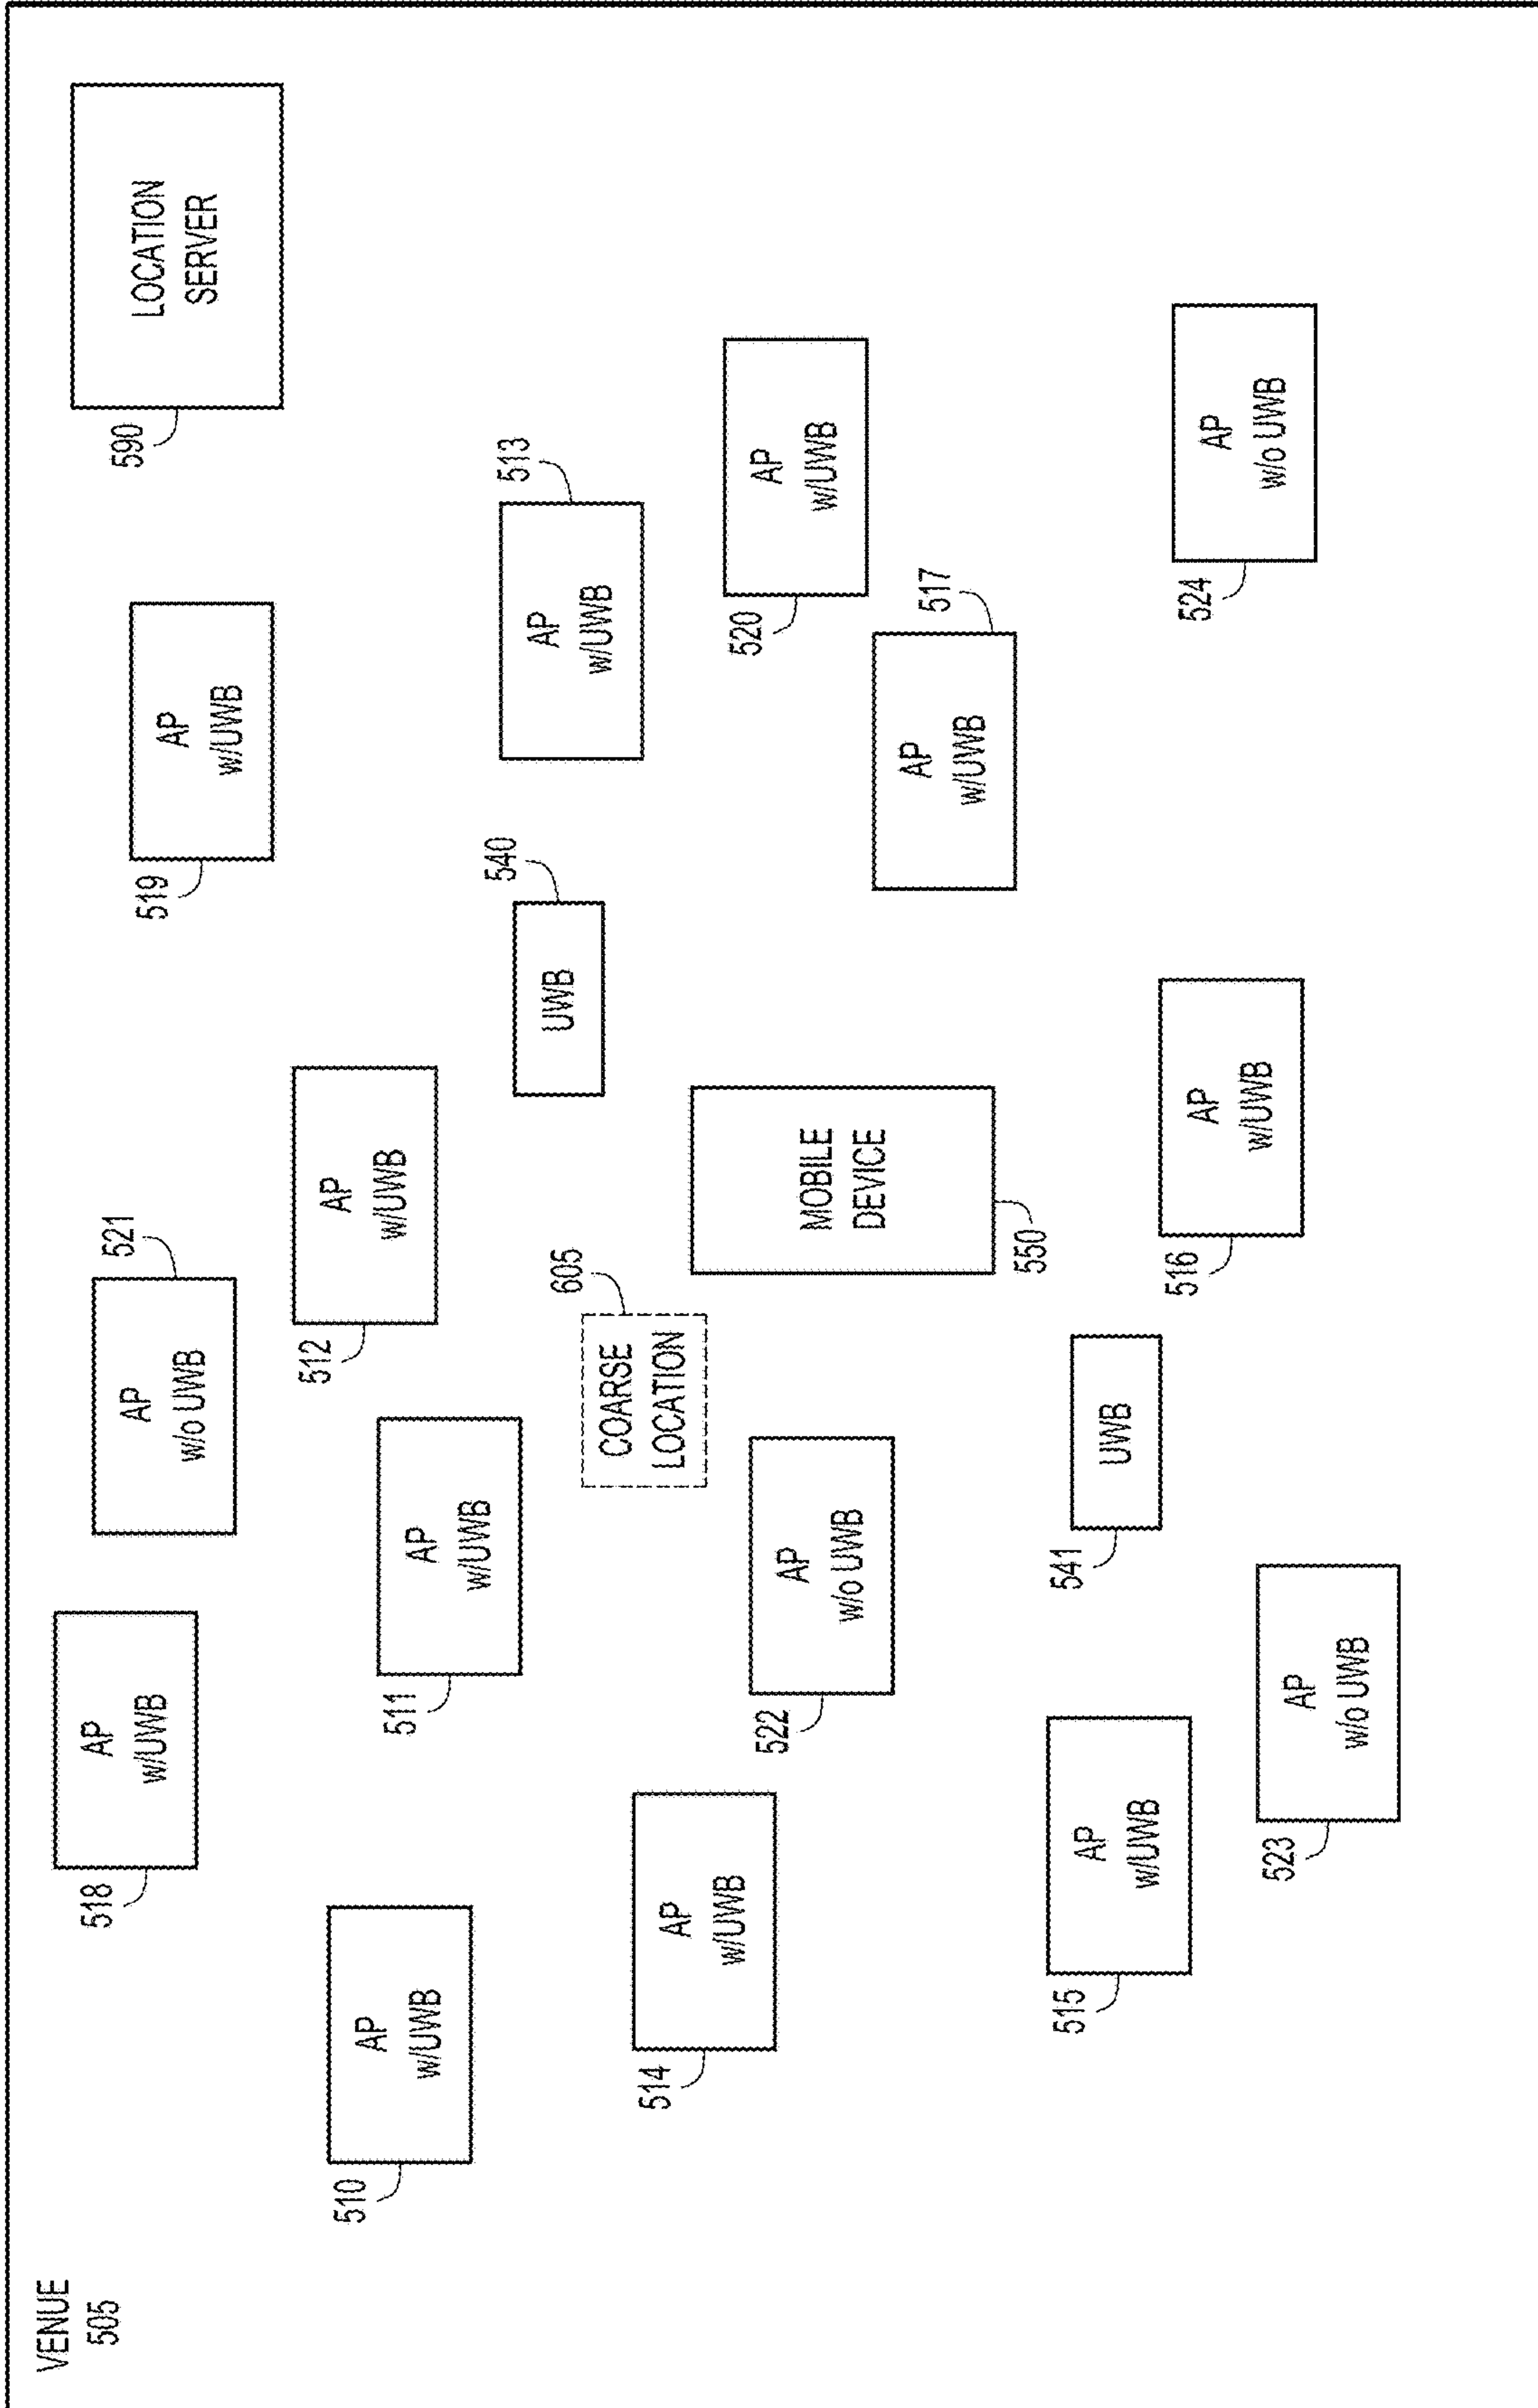 VENUE
505
AP
w/UWB
518
AP
w/o UWB
521
AP
w/UWB
519
LOCATION
SERVER
590
AP
w/UWB
510
AP
w/UWB
511
AP
w/UWB
512
UWB
540
AP
w/UWB
513
AP
w/UWB
514
COARSE
LOCATION
605
AP
w/o UWB
522
MOBILE
DEVICE
550
AP
w/UWB
520
AP
w/UWB
517
AP
w/UWB
515
UWB
541
AP
w/UWB
516
AP
w/o UWB
523
AP
w/o UWB
524